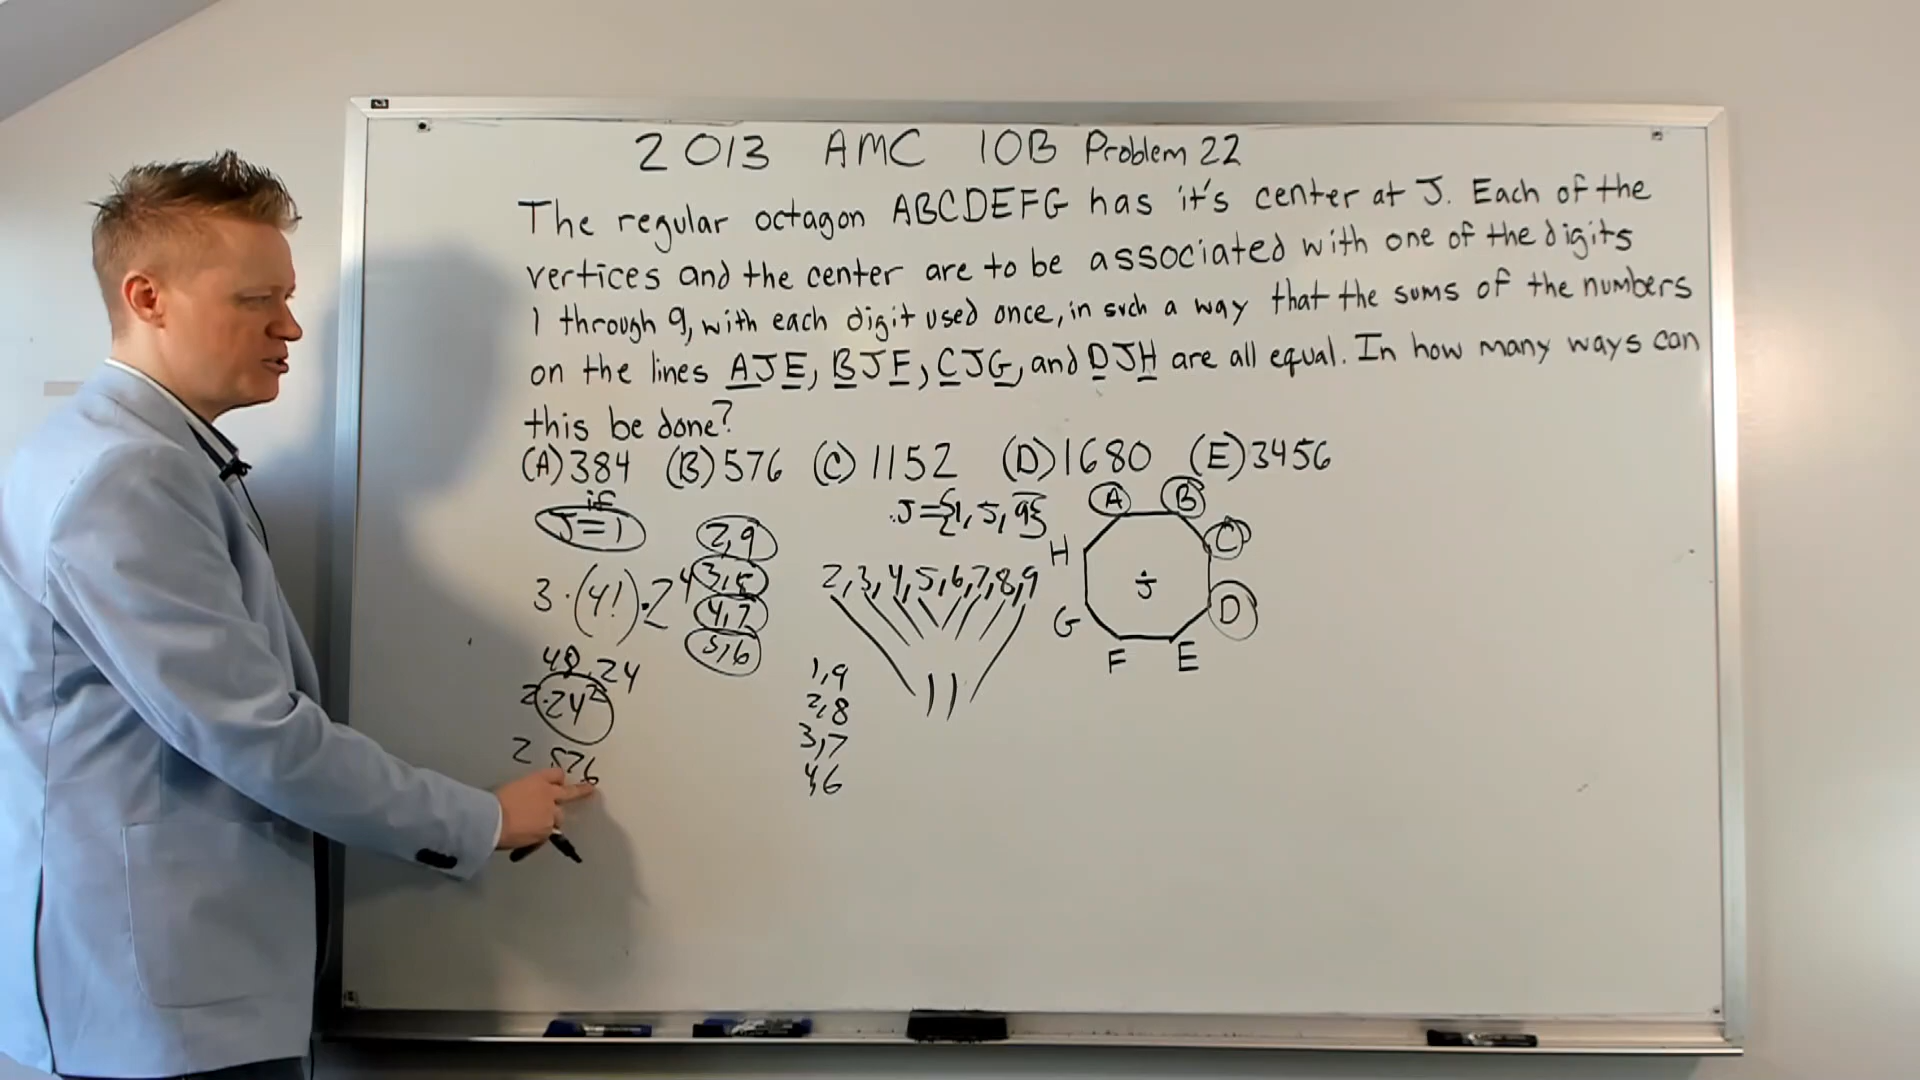 2013 AMC 10B Problem 22
The regular octagon ABCDEFG has it's center at J. Each of the
vertices and the center are to be associated with one of the digits
1 through 9, with each digit used once, in such a way that the sums of the numbers
on the lines AJE, BJF, CJG, and DJH are all equal. In how many ways can
this be done?
(A) 384 (B) 576 (C) 1152 (D) 1680 (E) 3456
if
J=1
3·(4!)·2^4
48·24
2·24²
2 576
2,9
3,8
4,7
5,6
J={1,5,9}
2,3,4,5,6,7,8,9
11
1,9
2,8
3,7
4,6
A B
H C
J
G D
F E